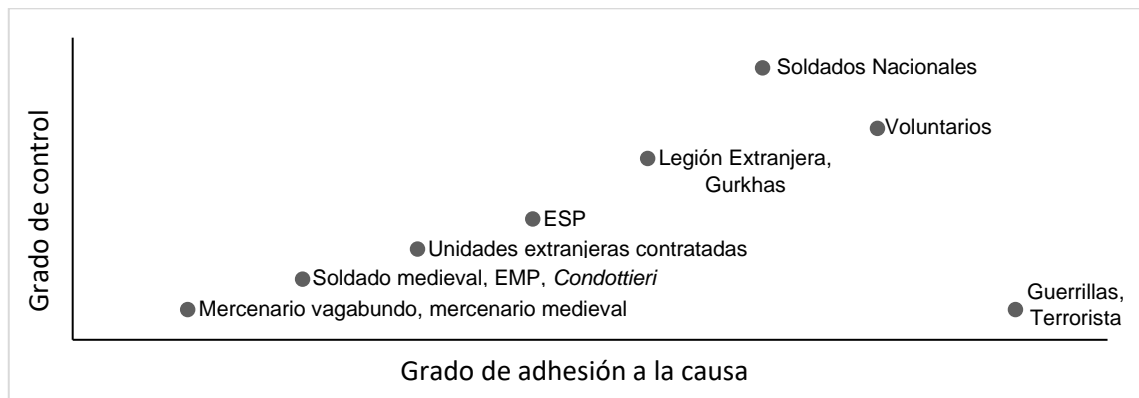 Grado de control
Soldados Nacionales
Voluntarios
Legión Extranjera,
Gurkhas
ESP
Unidades extranjeras contratadas
Soldado medieval, EMP, Condottieri
Mercenario vagabundo, mercenario medieval
Guerrillas,
Terrorista
Grado de adhesión a la causa